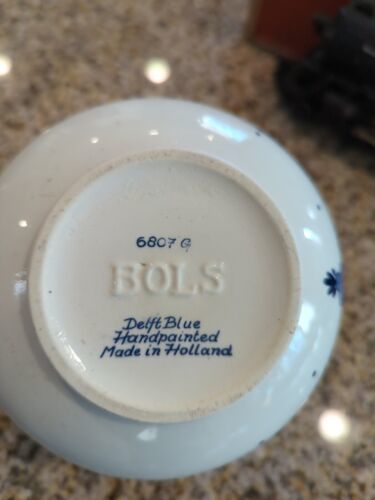 6807 G
BOLS
Delft Blue
Handpainted
Made in Holland